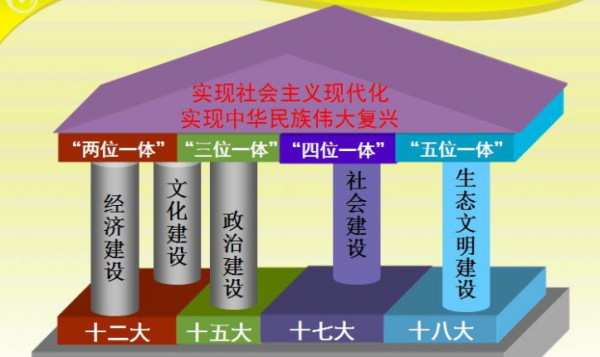 实现社会主义现代化
实现中华民族伟大复兴
“两位一体” “三位一体” “四位一体” “五位一体”
经济建设
文化建设
政治建设
社会建设
生态文明建设
十二大 十五大 十七大 十八大